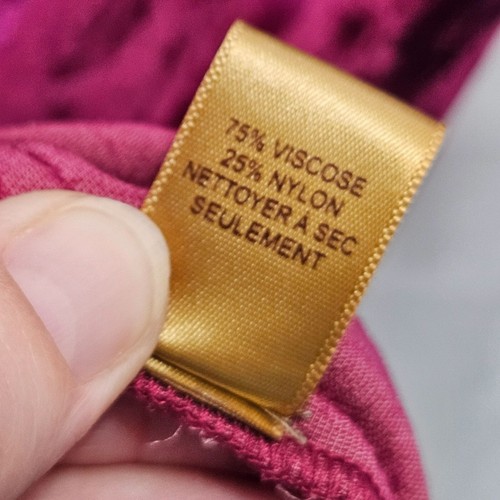 75% VISCOSE
25% NYLON
NETTOYER A SEC
SEULEMENT